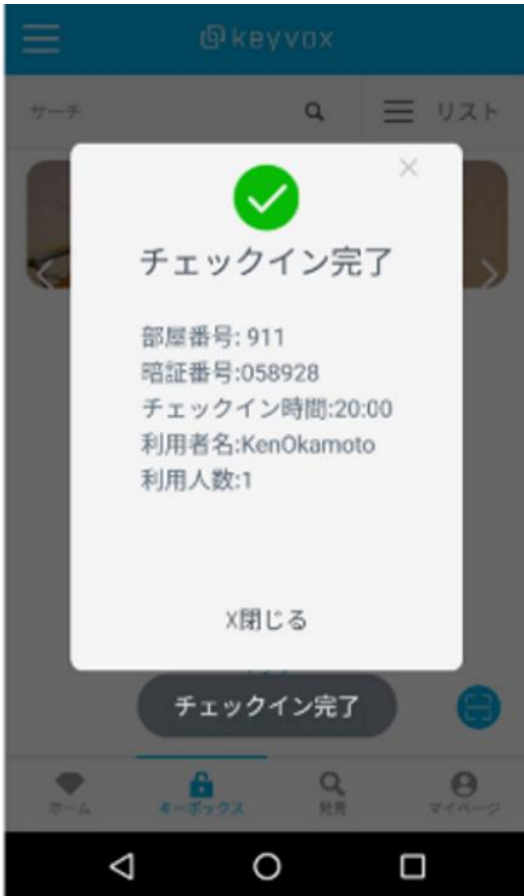 keyvox
サーチ
リスト
チェックイン完了
部屋番号: 911
暗証番号:058928
チェックイン時間:20:00
利用者名:KenOkamoto
利用人数:1
X閉じる
チェックイン完了
ホーム
キーボックス
発見
マイページ